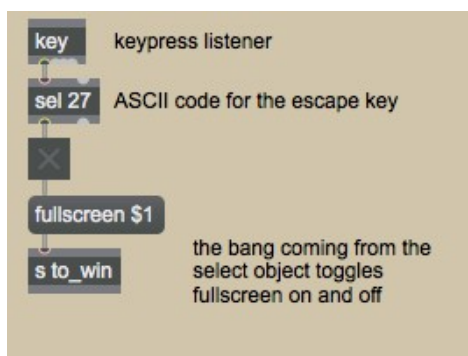 key
keypress listener
sel 27
ASCII code for the escape key
fullscreen $1
s to_win
the bang coming from the
select object toggles
fullscreen on and off